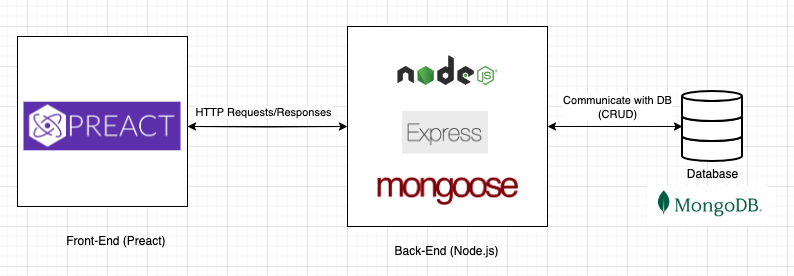 PREACT
Front-End (Preact)
HTTP Requests/Responses
node
JS
Express
mongoose
Back-End (Node.js)
Communicate with DB
(CRUD)
Database
MongoDB.